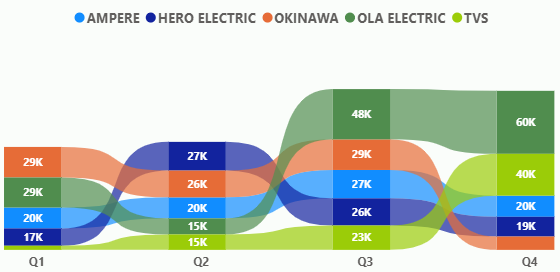 AMPERE HERO ELECTRIC OKINAWA OLA ELECTRIC TVS
29K
29K
20K
17K
27K
26K
20K
15K
15K
48K
29K
27K
26K
23K
60K
40K
20K
19K
Q1 Q2 Q3 Q4